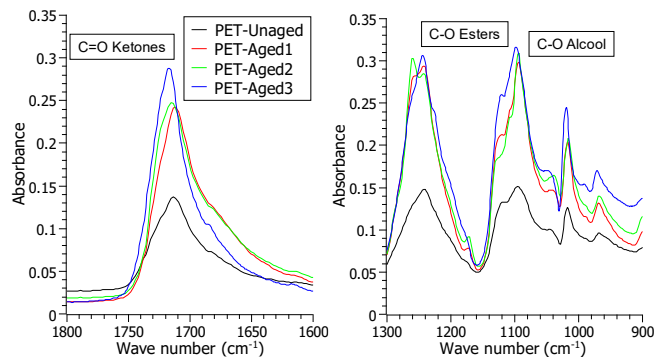 C=O Ketones
PET-Unaged
PET-Aged1
PET-Aged2
PET-Aged3
0.35
0.3
0.25
0.2
0.15
0.1
0.05
0
Absorbance
1800
1750
1700
1650
1600
Wave number (cm⁻¹)
C-O Esters
C-O Alcool
0.35
0.3
0.25
0.2
0.15
0.1
0.05
0
Absorbance
1300
1200
1100
1000
900
Wave number (cm⁻¹)